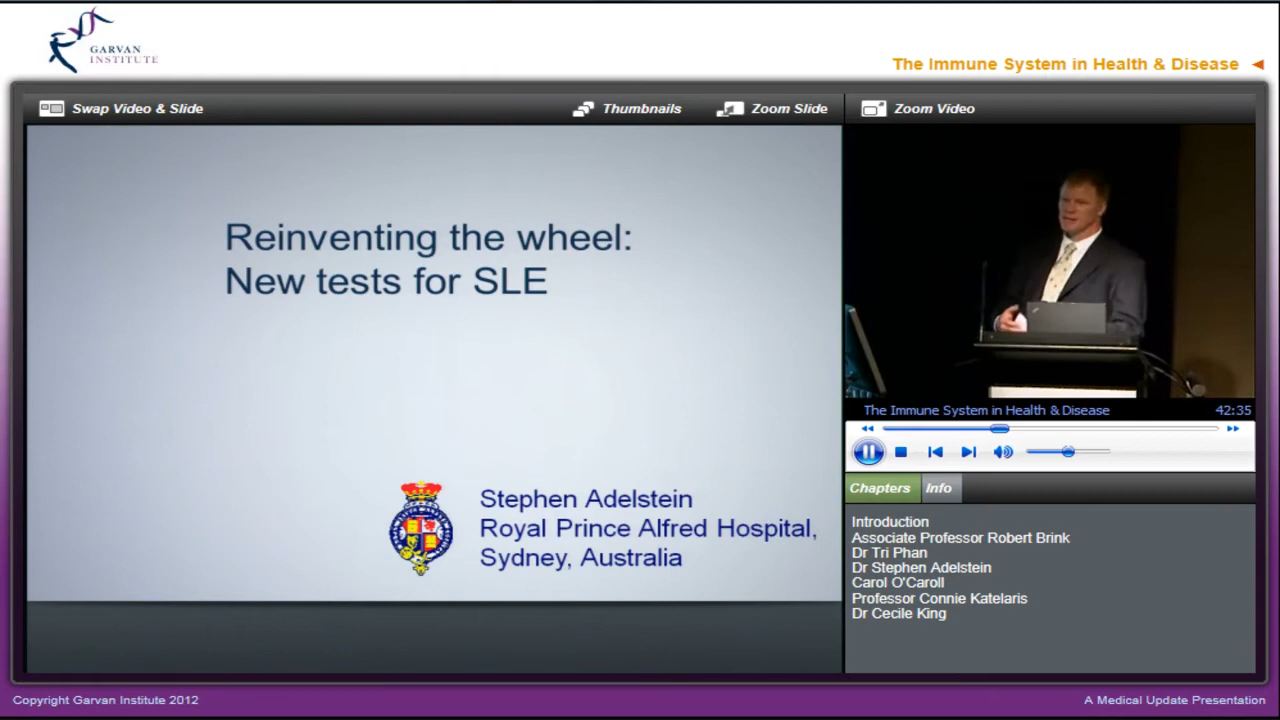 GARVAN
INSTITUTE
The Immune System in Health & Disease
Swap Video & Slide
Thumbnails
Zoom Slide
Zoom Video
Reinventing the wheel:
New tests for SLE
Stephen Adelstein
Royal Prince Alfred Hospital,
Sydney, Australia
The Immune System in Health & Disease
42:35
Chapters
Info
Introduction
Associate Professor Robert Brink
Dr Tri Phan
Dr Stephen Adelstein
Carol O'Caroll
Professor Connie Katelaris
Dr Cecile King
Copyright Garvan Institute 2012
A Medical Update Presentation